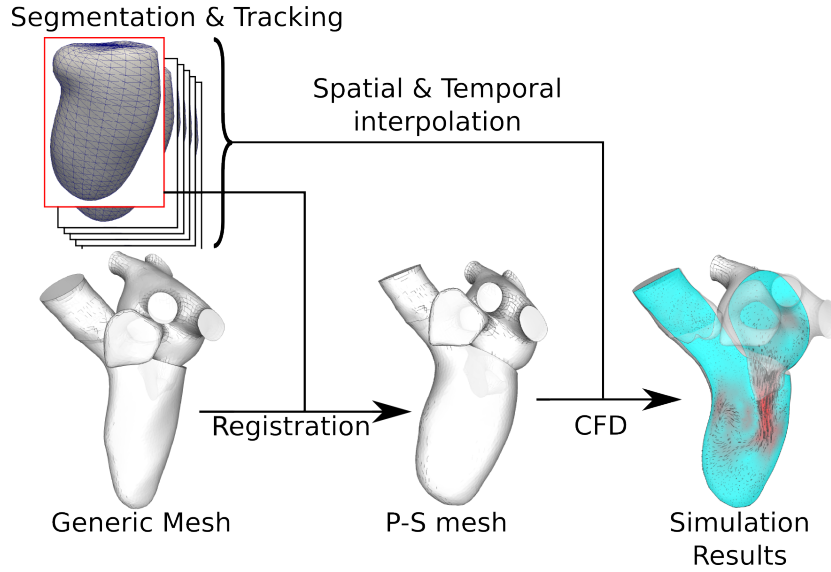 Segmentation & Tracking
Spatial & Temporal
interpolation
Registration
CFD
Generic Mesh
P-S mesh
Simulation
Results